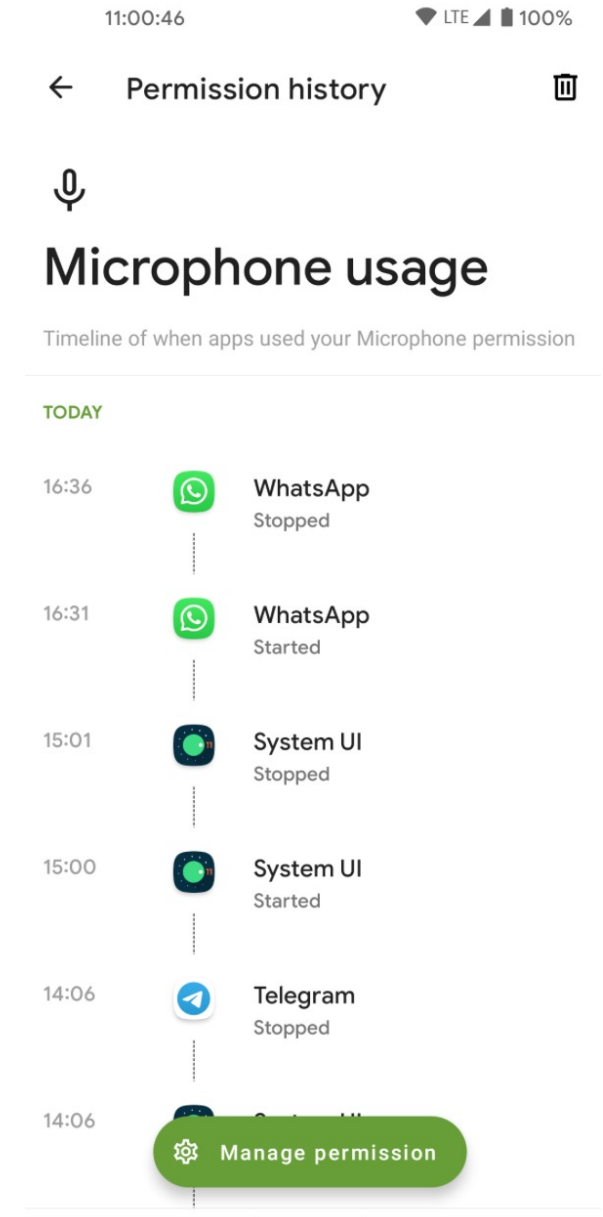 11:00:46 LTE 100%
Permission history
Microphone usage
Timeline of when apps used your Microphone permission
TODAY
16:36 WhatsApp
Stopped
16:31 WhatsApp
Started
15:01 System UI
Stopped
15:00 System UI
Started
14:06 Telegram
Stopped
14:06
Manage permission